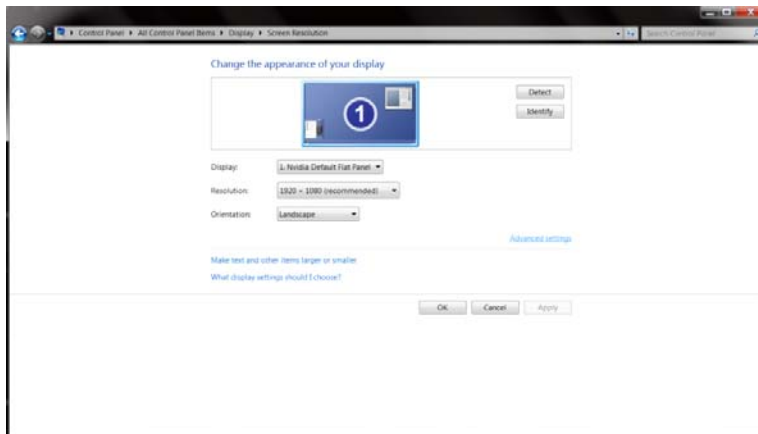 Control Panel ▸ All Control Panel Items ▸ Display ▸ Screen Resolution
Search Control Panel
Change the appearance of your display
1
Detect
Identify
Display: 1. Nvidia Default Flat Panel
Resolution: 1920 × 1080 (recommended)
Orientation: Landscape
Advanced settings
Make text and other items larger or smaller
What display settings should I choose?
OK Cancel Apply